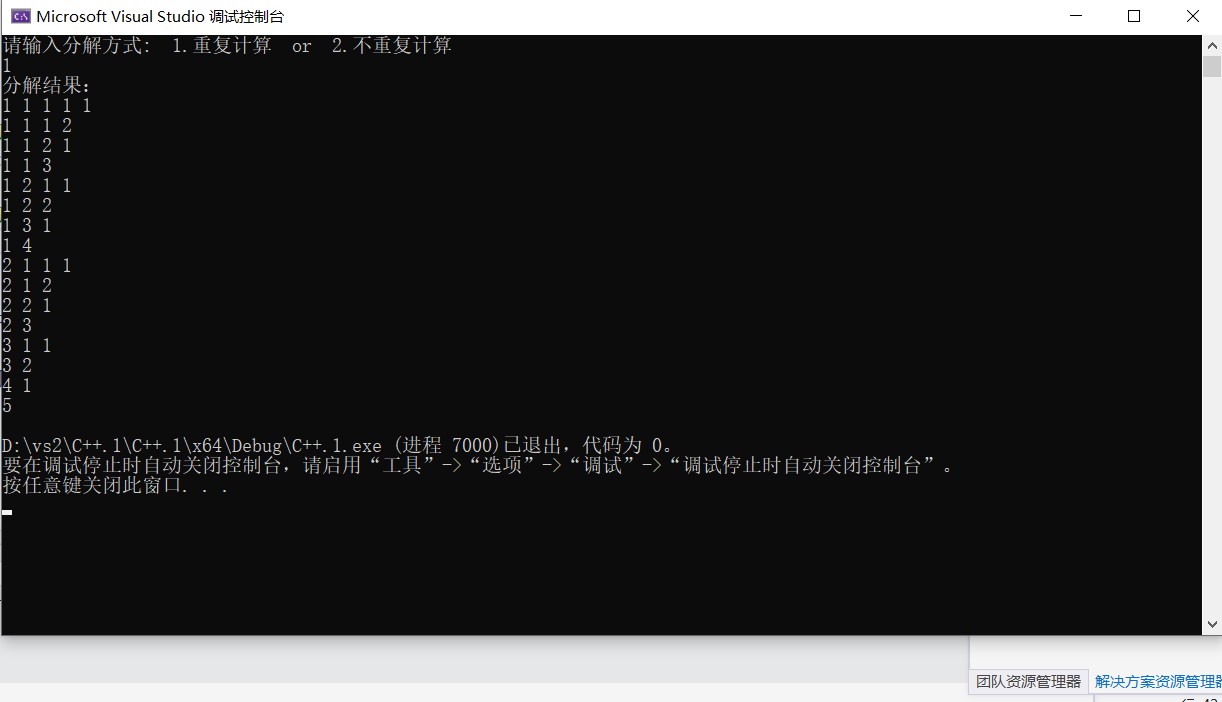 Microsoft Visual Studio 调试控制台
请输入分解方式: 1.重复计算 or 2.不重复计算
1
分解结果:
1 1 1 1 1
1 1 1 2
1 1 2 1
1 1 3
1 2 1 1
1 2 2
1 3 1
1 4
2 1 1 1
2 1 2
2 2 1
2 3
3 1 1
3 2
4 1
5
D:\vs2\C++.1\C++.1\x64\Debug\C++.1.exe (进程 7000)已退出，代码为 0。
要在调试停止时自动关闭控制台，请启用“工具”->“选项”->“调试”->“调试停止时自动关闭控制台”。
按任意键关闭此窗口. . .
团队资源管理器 解决方案资源管理器